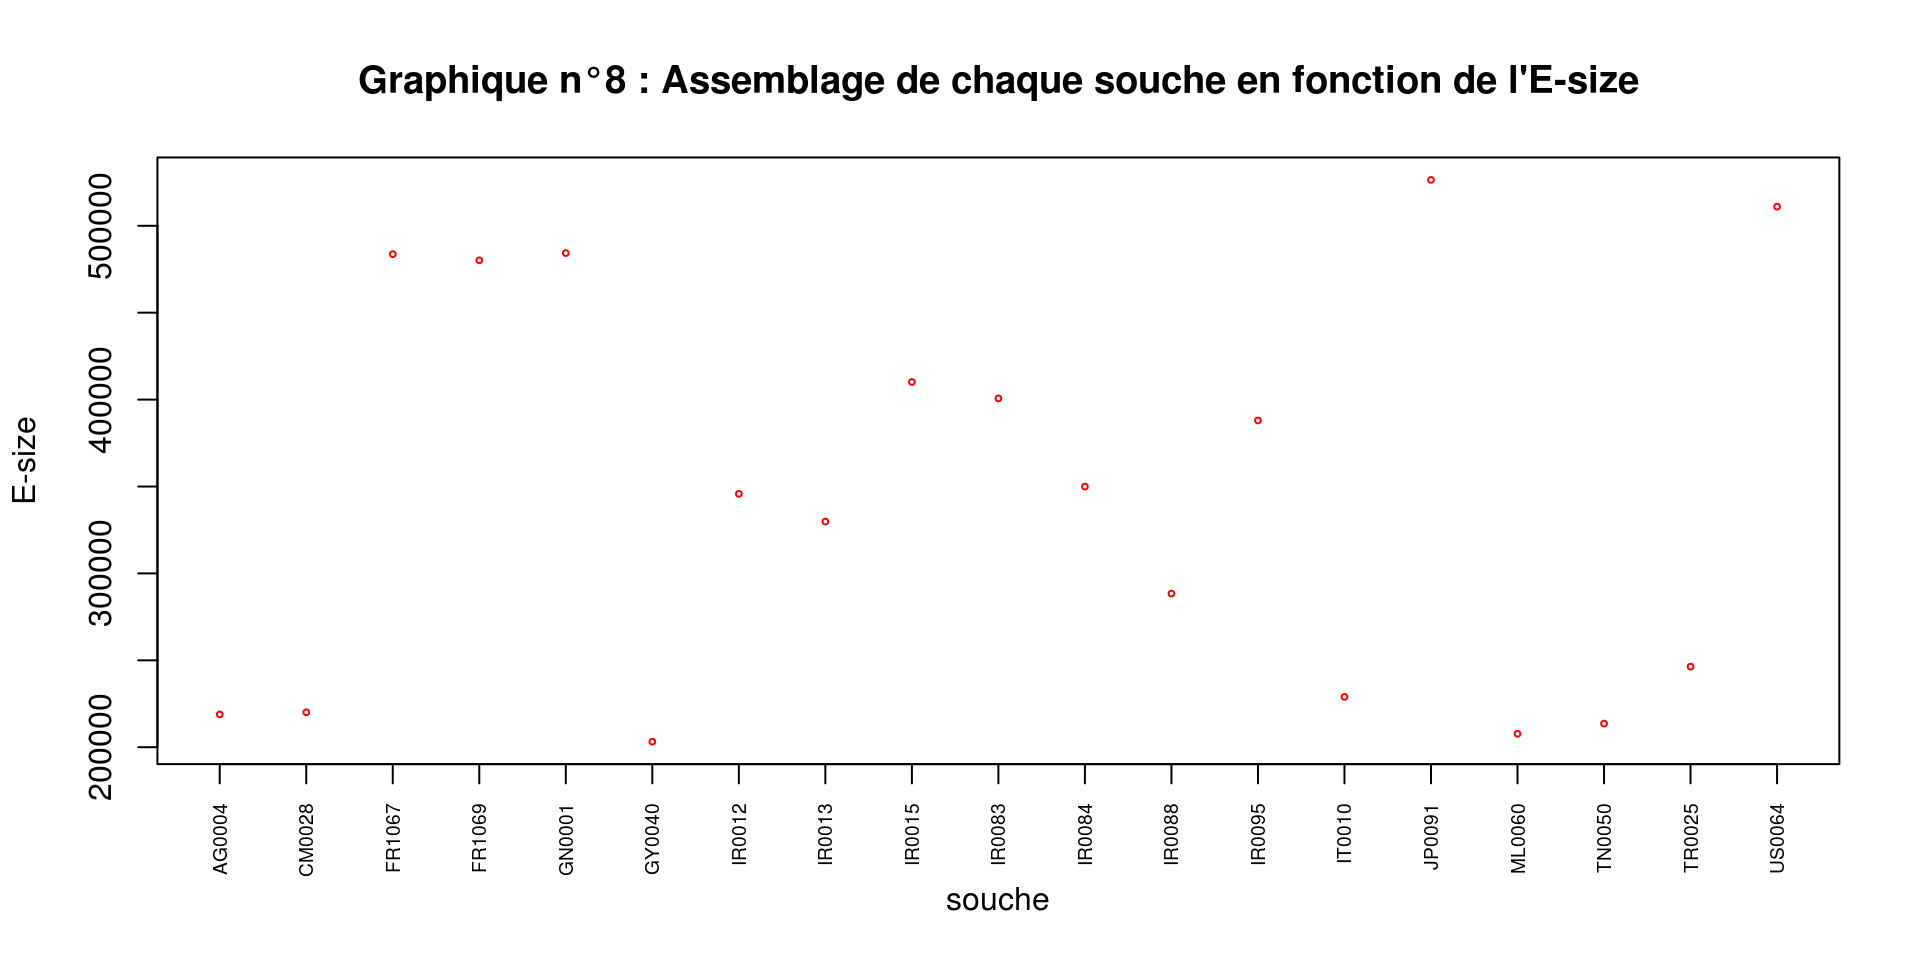 Graphique n°8 : Assemblage de chaque souche en fonction de l'E-size
E-size
500000
400000
300000
200000
AG0004
CM0028
FR1067
FR1069
GN0001
GY0040
IR0012
IR0013
IR0015
IR0083
IR0084
IR0088
IR0095
IT0010
JP0091
ML0060
TN0050
TR0025
US0064
souche